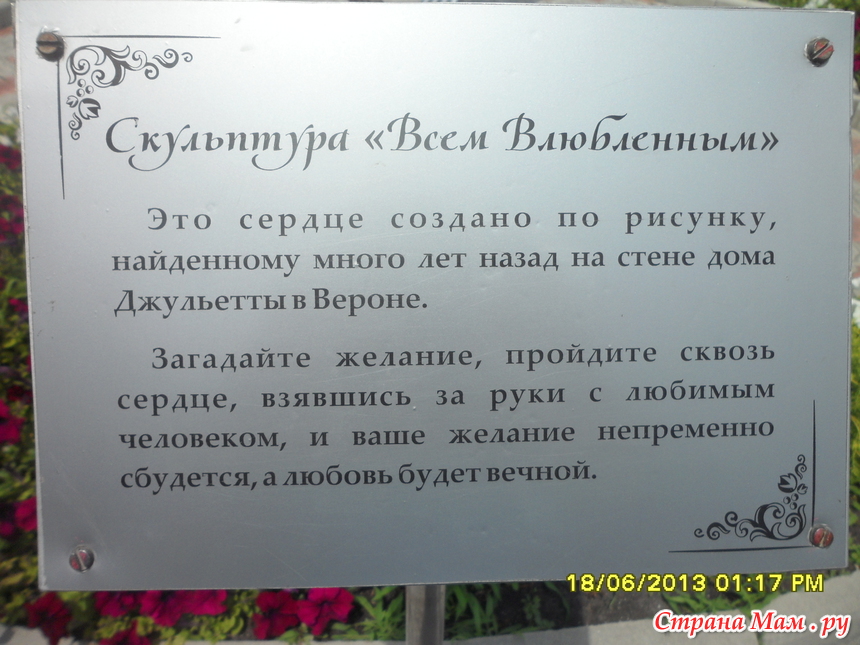 Скульптура «Всем Влюбленным»
Это сердце создано по рисунку,
найденному много лет назад на стене дома
Джульетты в Вероне.
Загадайте желание, пройдите сквозь
сердце, взявшись за руки с любимым
человеком, и ваше желание непременно
сбудется, а любовь будет вечной.
18/06/2013 01:17 PM
Страна Мам.ру